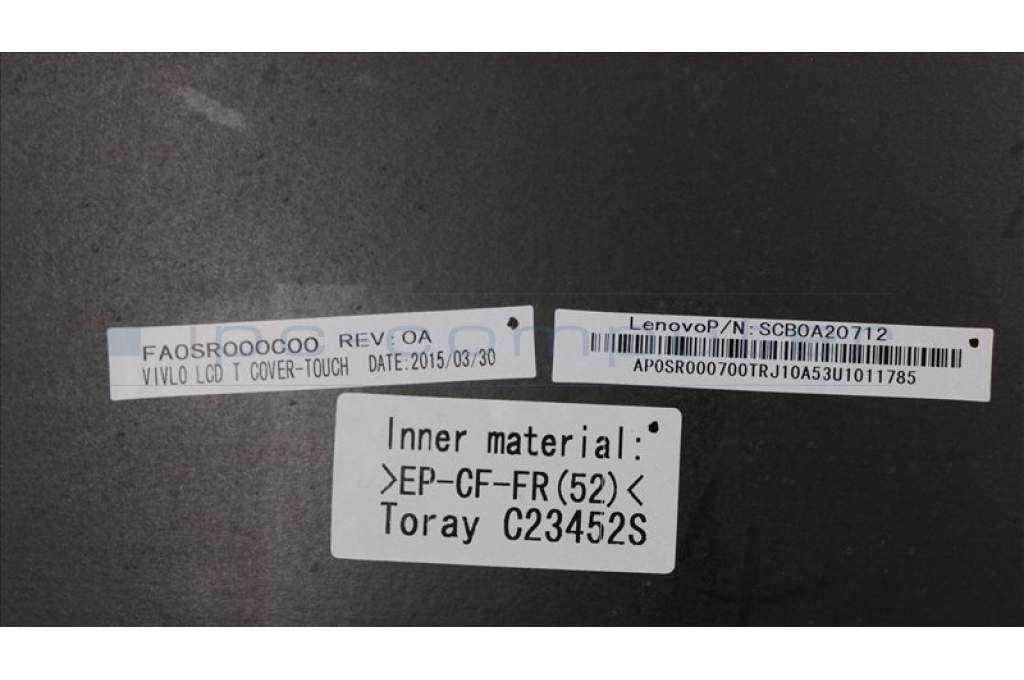 FA0SR000C00 REV:0A
VIVL0 LCD T COVER-TOUCH DATE:2015/03/30
LenovoP/N:SCB0A20712
AP0SR000700TRJ10A53U1011785
Inner material:
>EP-CF-FR(52)<
Toray C23452S